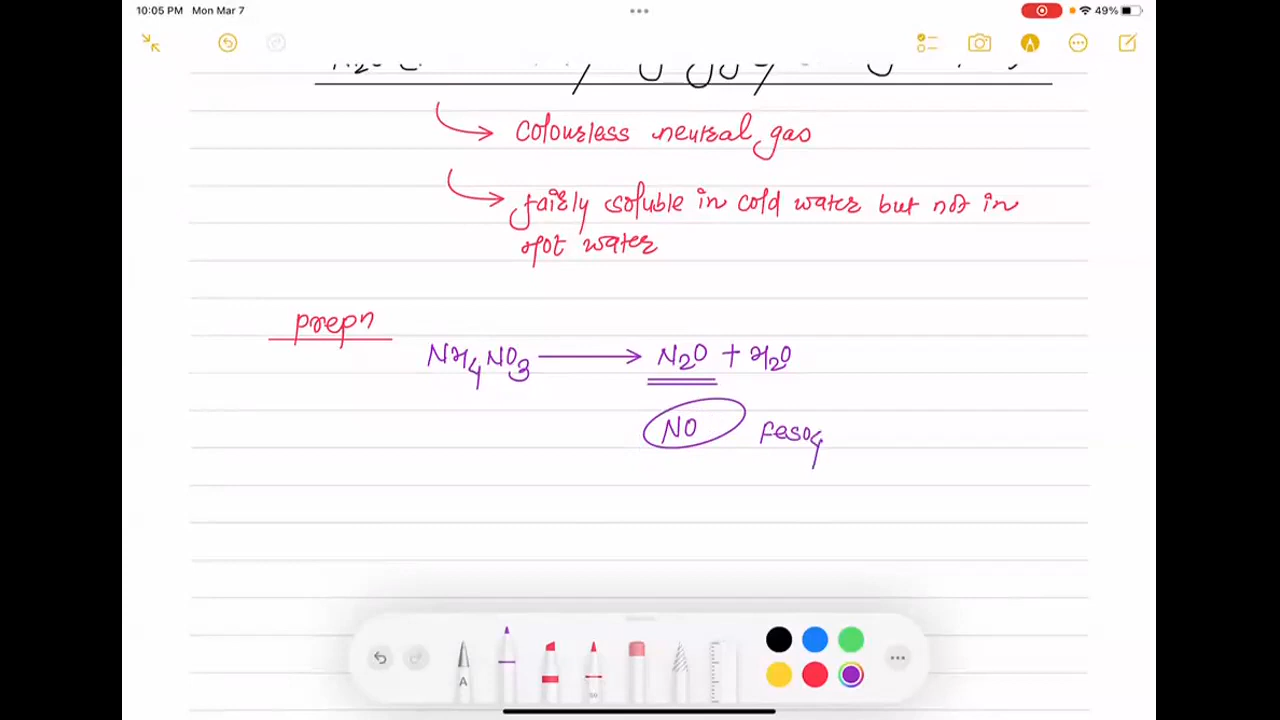 10:05 PM Mon Mar 7
49%
colourless neutral gas
fairly soluble in cold water but not in
hot water
prepn
NH4NO3 → N2O + H2O
NO FeSO4
A
50